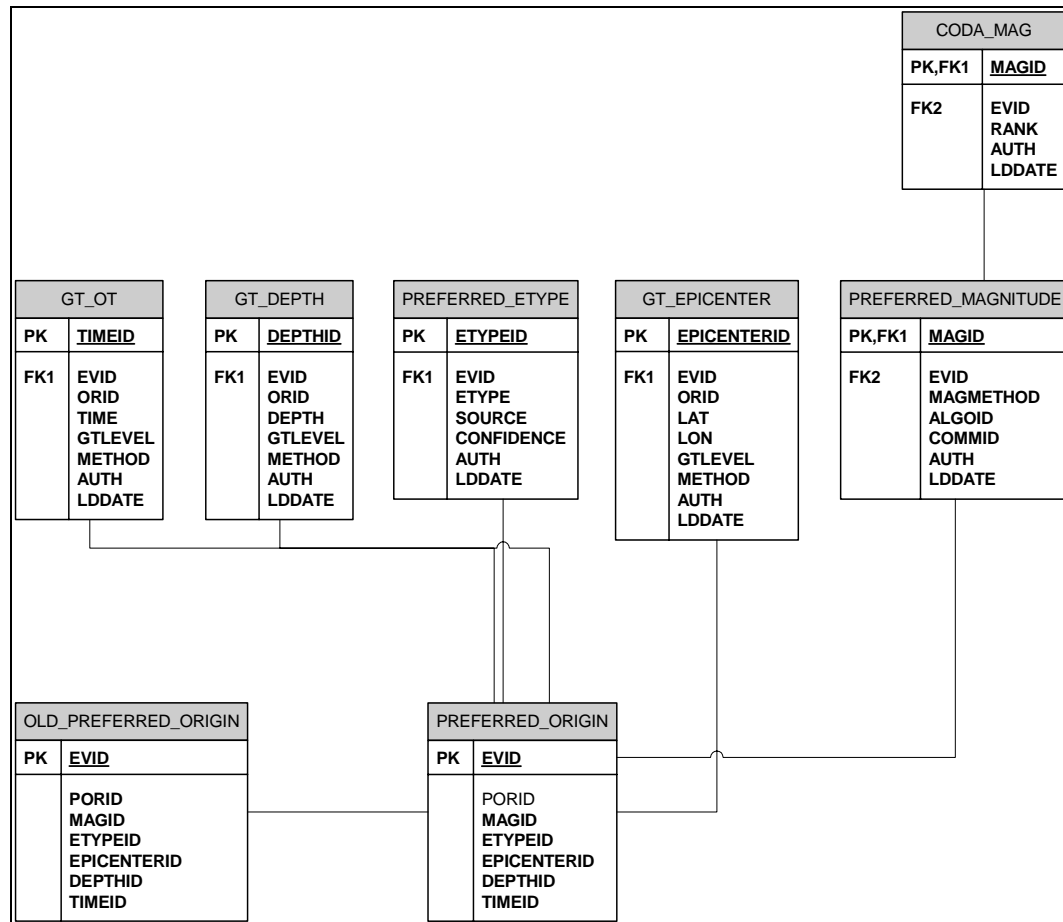 CODA_MAG
PK,FK1 MAGID
FK2 EVID
RANK
AUTH
LDDATE
GT_OT
PK TIMEID
FK1 EVID
ORID
TIME
GTLEVEL
METHOD
AUTH
LDDATE
GT_DEPTH
PK DEPTHID
FK1 EVID
ORID
DEPTH
GTLEVEL
METHOD
AUTH
LDDATE
PREFERRED_ETYPE
PK ETYPEID
FK1 EVID
ETYPE
SOURCE
CONFIDENCE
AUTH
LDDATE
GT_EPICENTER
PK EPICENTERID
FK1 EVID
ORID
LAT
LON
GTLEVEL
METHOD
AUTH
LDDATE
PREFERRED_MAGNITUDE
PK,FK1 MAGID
FK2 EVID
MAGMETHOD
ALGOID
COMMID
AUTH
LDDATE
OLD_PREFERRED_ORIGIN
PK EVID
PORID
MAGID
ETYPEID
EPICENTERID
DEPTHID
TIMEID
PREFERRED_ORIGIN
PK EVID
PORID
MAGID
ETYPEID
EPICENTERID
DEPTHID
TIMEID